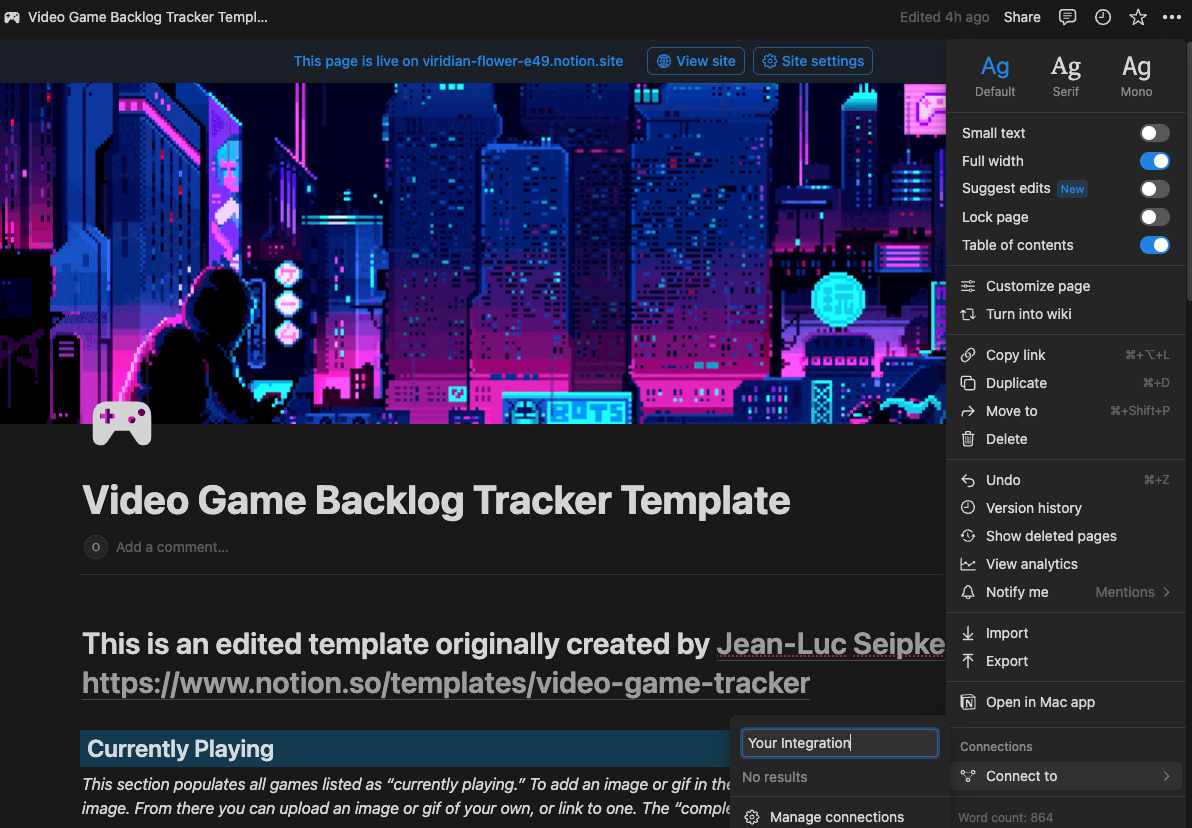 Video Game Backlog Tracker Templ...
Edited 4h ago
Share
This page is live on viridian-flower-e49.notion.site
View site
Site settings
BOTS
Video Game Backlog Tracker Template
O
Add a comment...
This is an edited template originally created by Jean-Luc Seipke
https://www.notion.so/templates/video-game-tracker
Currently Playing
This section populates all games listed as “currently playing.” To add an image or gif in the
image. From there you can upload an image or gif of your own, or link to one. The “comple
Ag Ag Ag
Default Serif Mono
Small text
Full width
Suggest edits New
Lock page
Table of contents
Customize page
Turn into wiki
Copy link ⌘+⌥+L
Duplicate ⌘+D
Move to ⌘+Shift+P
Delete
Undo ⌘+Z
Version history
Show deleted pages
View analytics
Notify me Mentions
Import
Export
Open in Mac app
Connections
Connect to
Word count: 864
Your Integration
No results
Manage connections